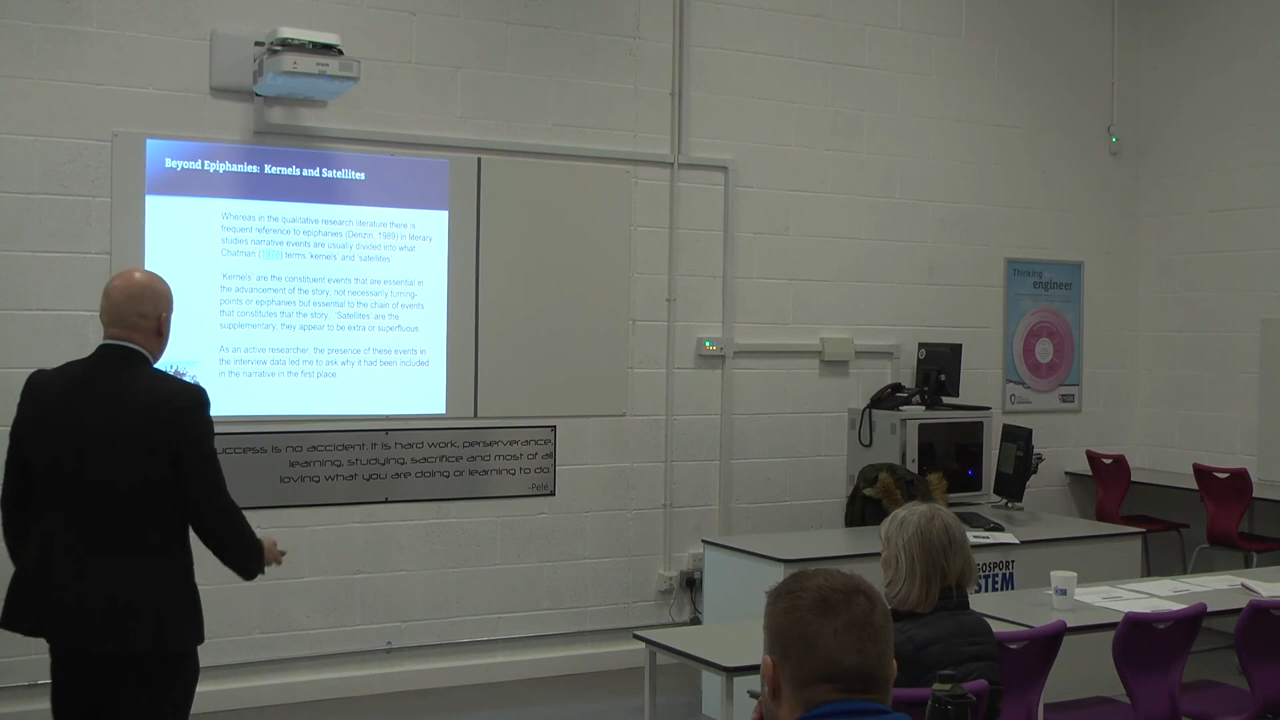 EPSON
Beyond Epiphanies: Kernels and Satellites
Whereas in the qualitative research literature there is
frequent reference to epiphanies (Denzin, 1989) in literary
studies narrative events are usually divided into what
Chatman (1978) terms 'kernels' and 'satellites'.
'Kernels' are the constituent events that are essential in
the advancement of the story, not necessarily turning-
points or epiphanies but essential to the chain of events
that constitutes that the story. 'Satellites' are the
supplementary, they appear to be extra or superfluous.
As an active researcher, the presence of these events in
the interview data led me to ask why it had been included
in the narrative in the first place.
uccess is no accident. It is hard work, perserverance,
learning, studying, sacrifice and most of all
loving what you are doing or learning to do.'
-Pelé
Thinking
engineer
GOSPORT
STEM